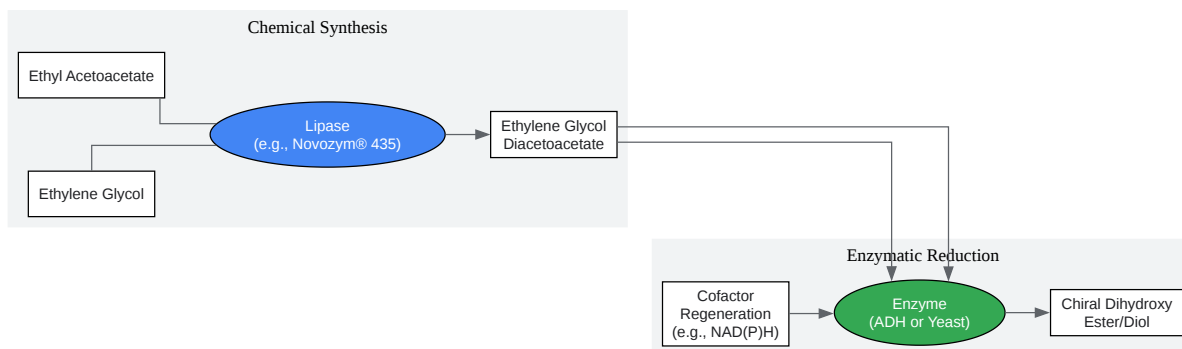 Chemical Synthesis
Ethyl Acetoacetate
Lipase
(e.g., Novozym® 435)
Ethylene Glycol
Diacetoacetate
Ethylene Glycol
Enzymatic Reduction
Cofactor
Regeneration
(e.g., NAD(P)H)
Enzyme
(ADH or Yeast)
Chiral Dihydroxy
Ester/Diol